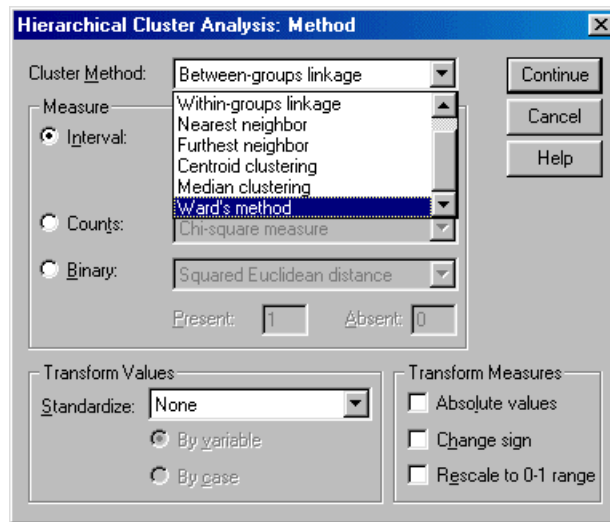 Hierarchical Cluster Analysis: Method
Cluster Method: Between-groups linkage
Continue
Within-groups linkage
Nearest neighbor
Furthest neighbor
Centroid clustering
Median clustering
Ward's method
Cancel
Help
Measure
Interval:
Counts: Chi-square measure
Binary: Squared Euclidean distance
Present: 1 Absent: 0
Transform Values
Standardize: None
By variable
By case
Transform Measures
Absolute values
Change sign
Rescale to 0-1 range